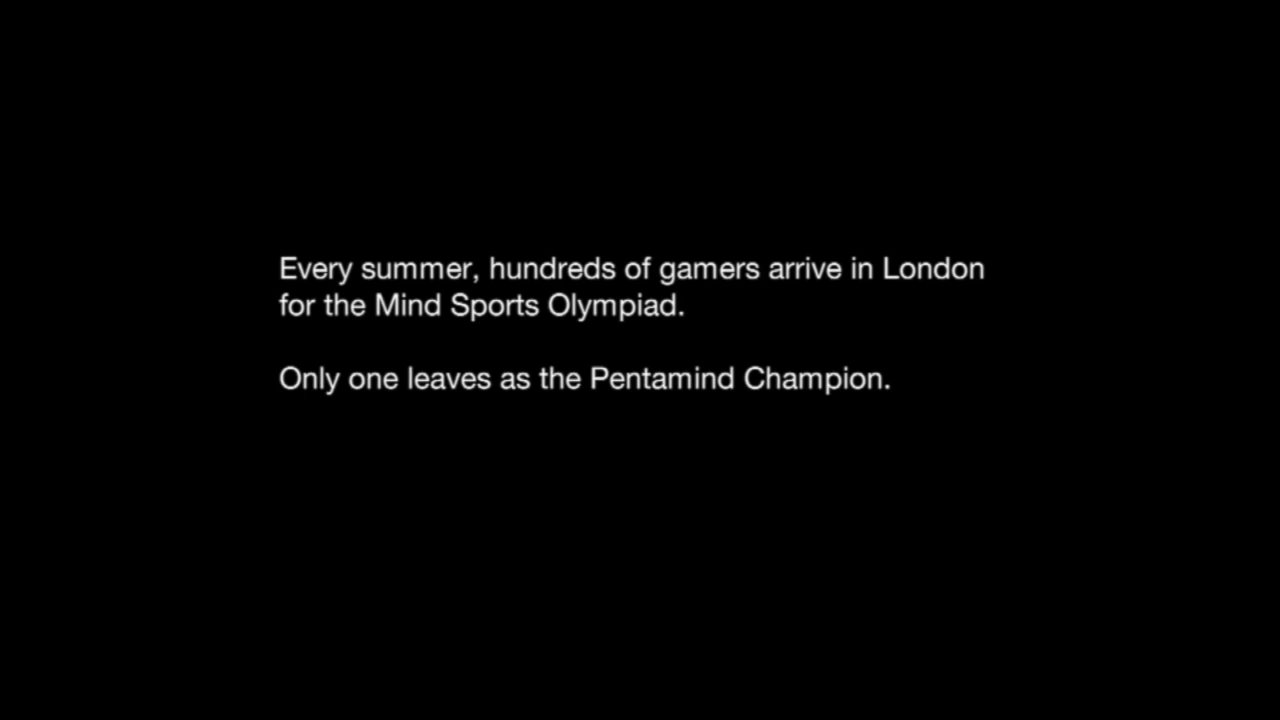 Every summer, hundreds of gamers arrive in London
for the Mind Sports Olympiad.
Only one leaves as the Pentamind Champion.